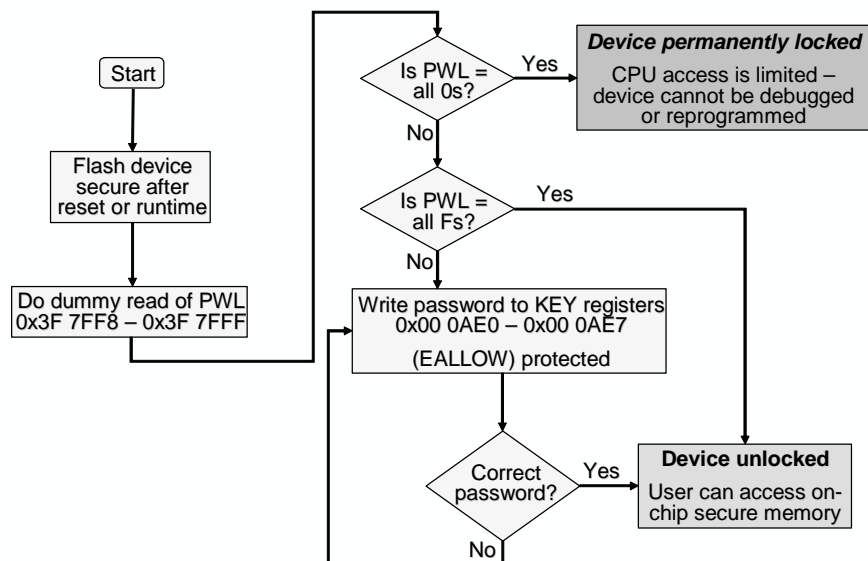 Start
Flash device
secure after
reset or runtime
Do dummy read of PWL
0x3F 7FF8 – 0x3F 7FFF
Is PWL =
all 0s?
Yes
No
Device permanently locked
CPU access is limited –
device cannot be debugged
or reprogrammed
Is PWL =
all Fs?
Yes
No
Write password to KEY registers
0x00 0AE0 – 0x00 0AE7
(EALLOW) protected
Correct
password?
Yes
No
Device unlocked
User can access on-
chip secure memory